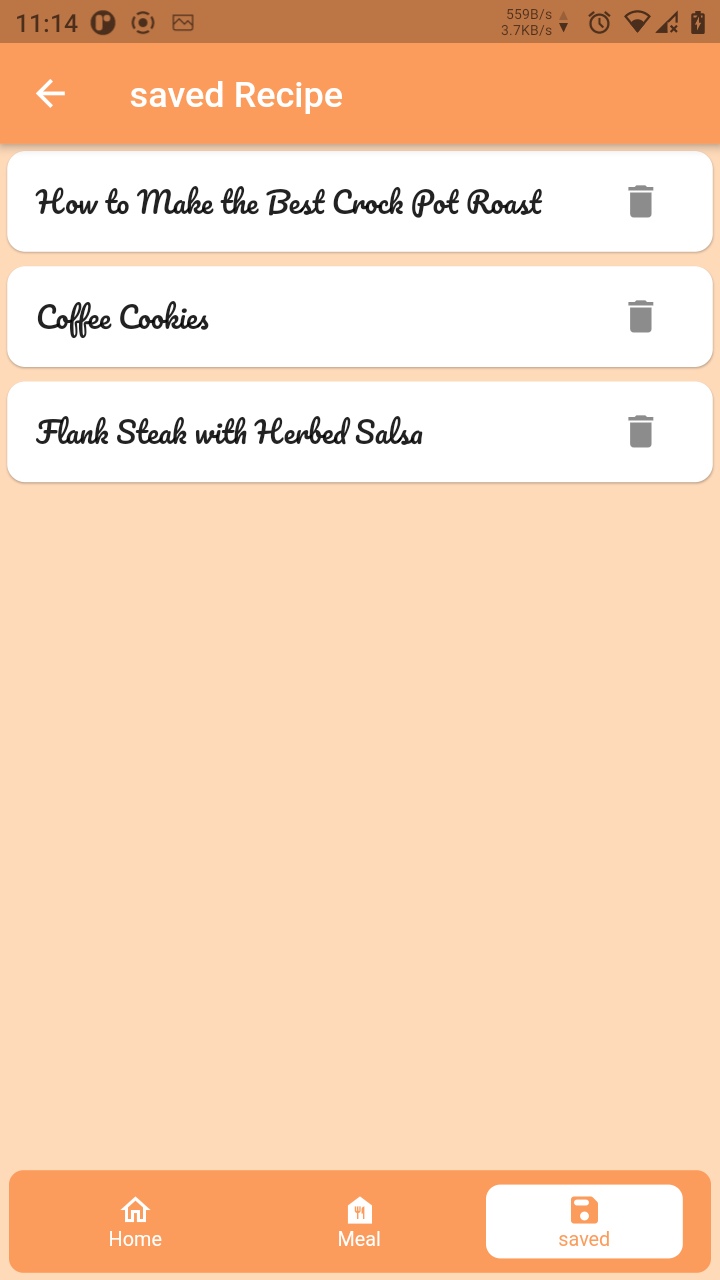 11:14
559B/s
3.7KB/s
saved Recipe
How to Make the Best Crock Pot Roast
Coffee Cookies
Flank Steak with Herbed Salsa
Home Meal saved